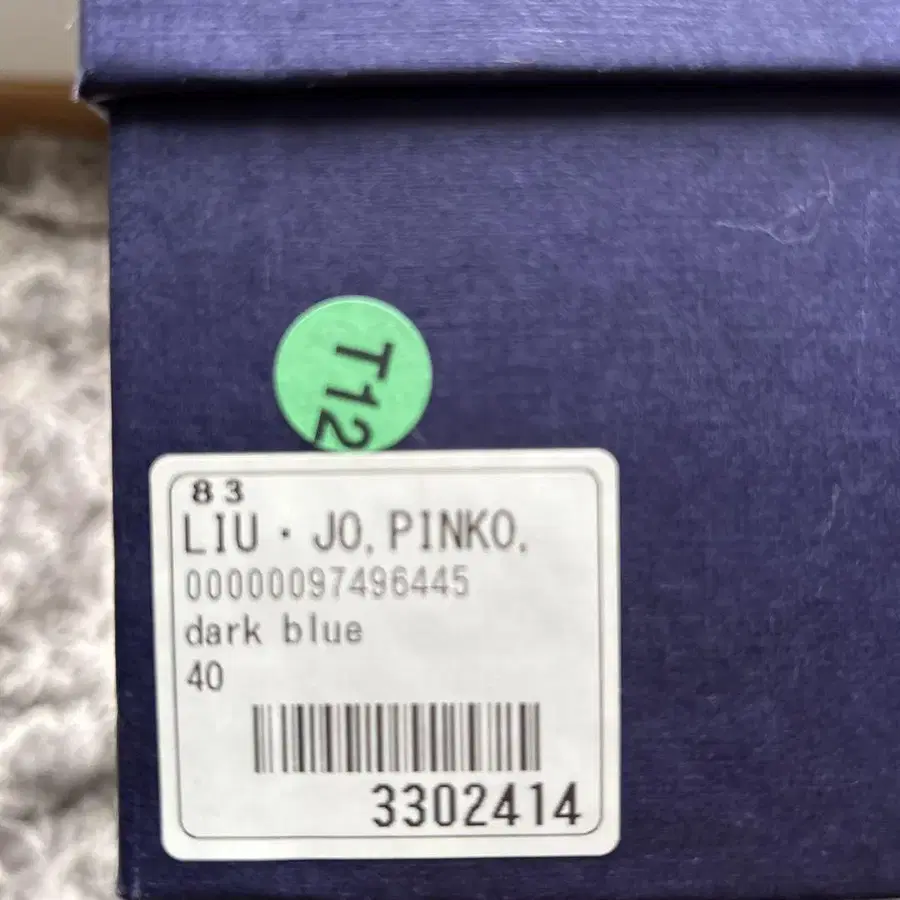 T12
83
LIU・JO, PINKO,
00000097496445
dark blue
40
3302414